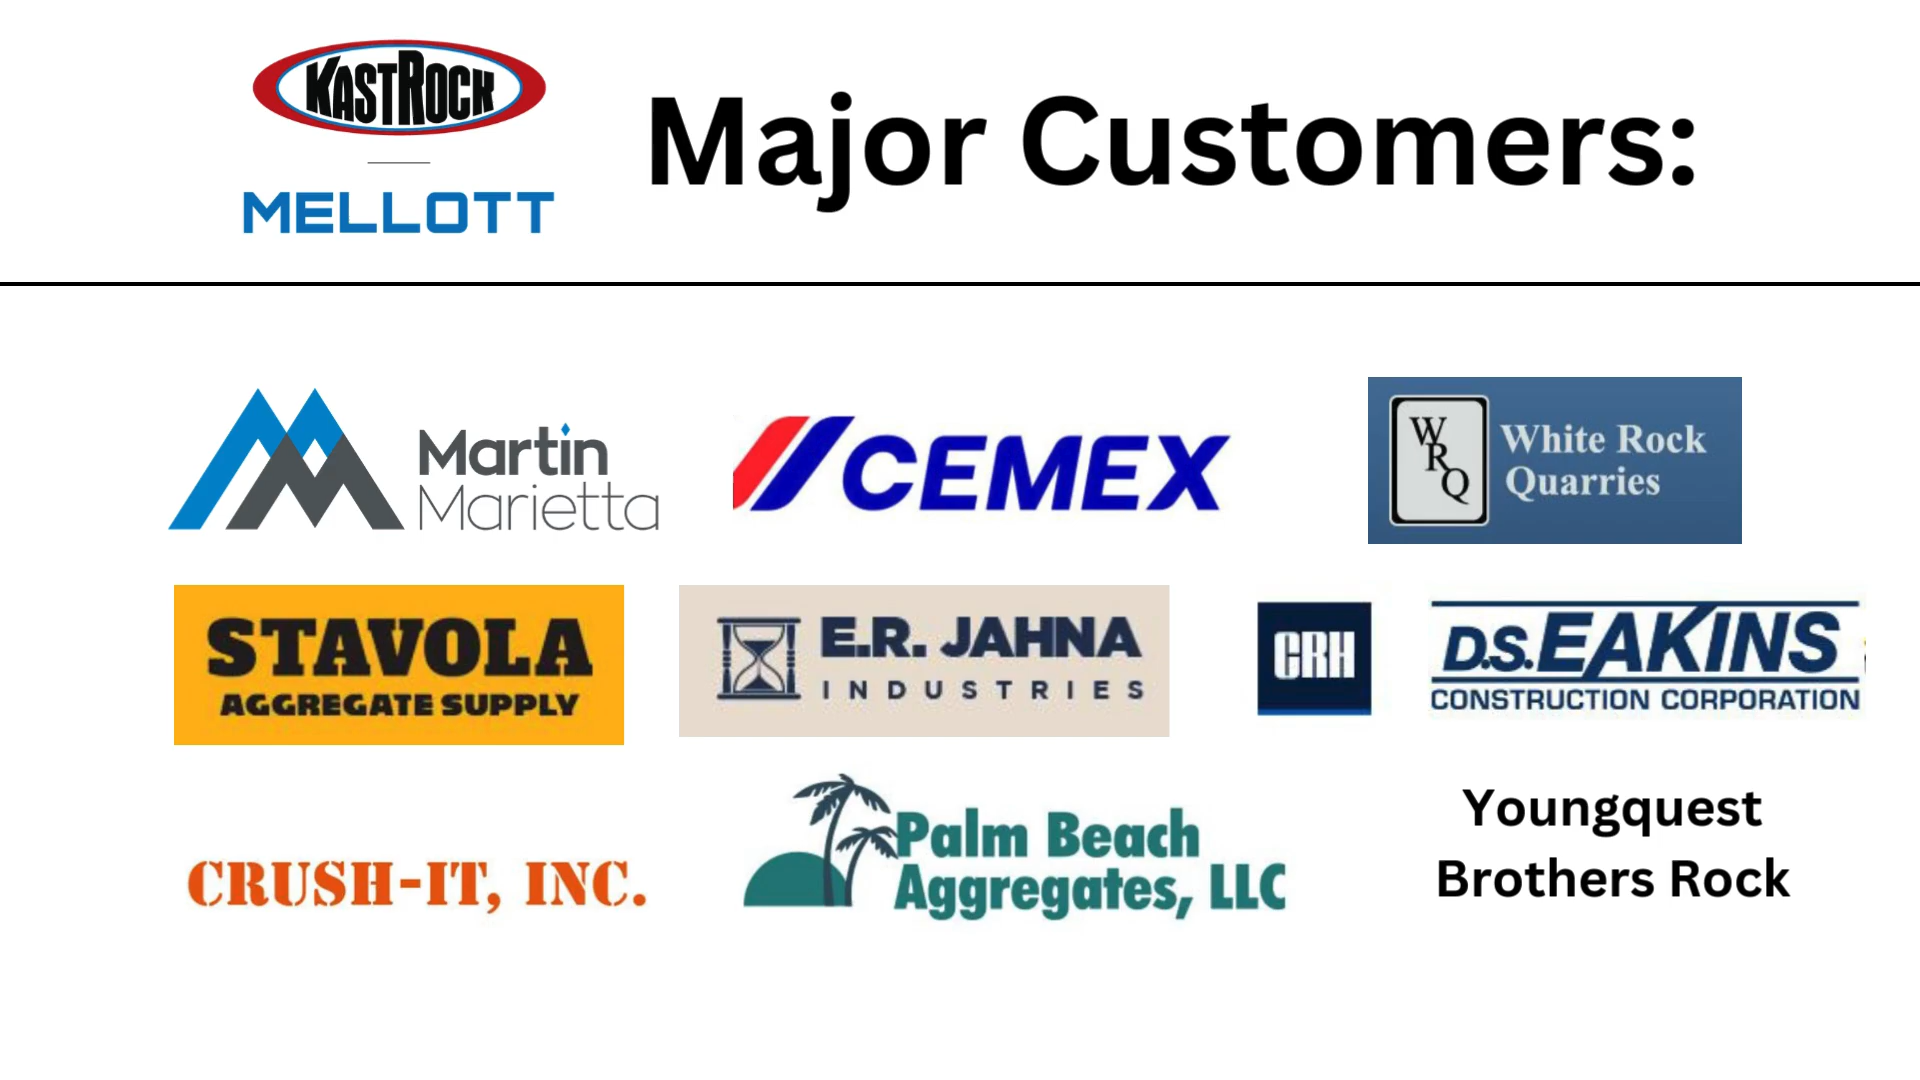 KASTROCK
MELLOTT
Major Customers:
Martin
Marietta
CEMEX
WRQ
White Rock
Quarries
STAVOLA
AGGREGATE SUPPLY
E.R. JAHNA
INDUSTRIES
CRH
D.S. EAKINS
CONSTRUCTION CORPORATION
CRUSH-IT, INC.
Palm Beach
Aggregates, LLC
Youngquest
Brothers Rock